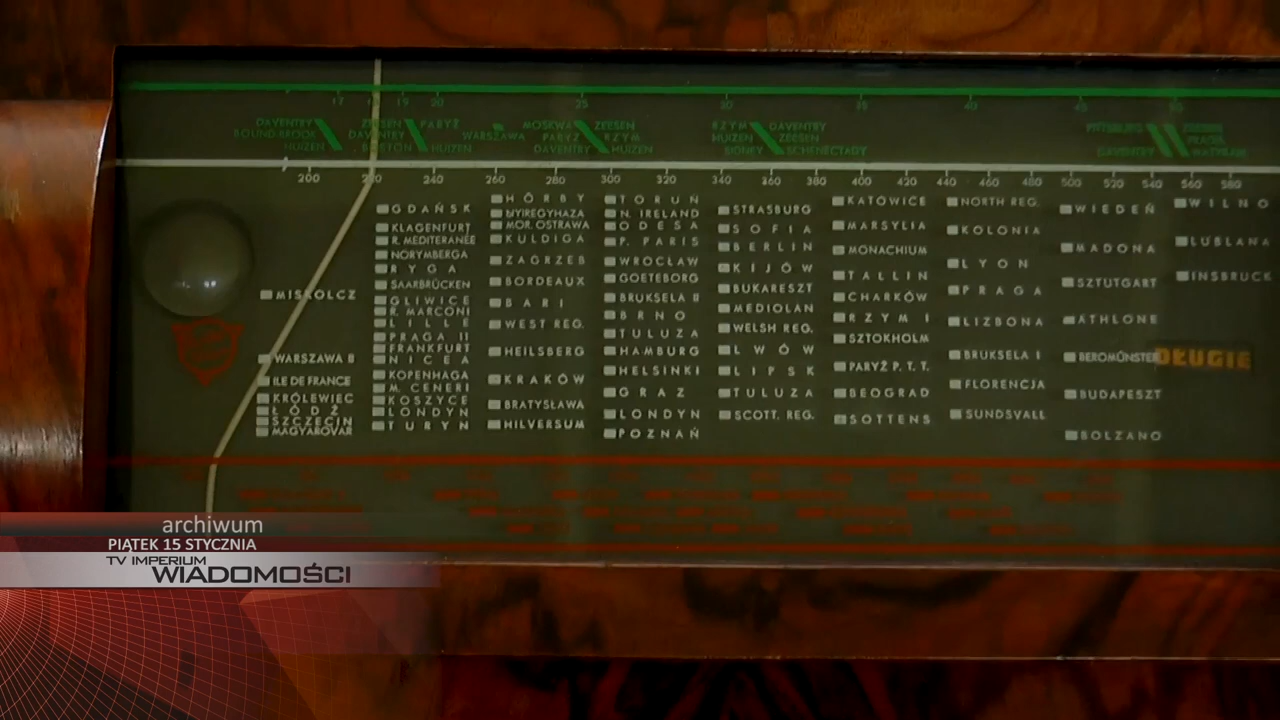 17 19 20 25 30 35 40 45 50
DAVENTRY ZEESEN PARYŻ MOSKWA ZEESEN RZYM DAVENTRY
BOUND BROOK DAVENTRY WARSZAWA PARYŻ RZYM HUIZEN ZEESEN
HUIZEN BOSTON HUIZEN DAVENTRY HUIZEN SIDNEY SCHENECTADY
200 220 240 260 280 300 320 340 360 380 400 420 440 460 480 500 520 540 560 580
MISKOLCZ
WARSZAWA II
ILE DE FRANCE
KRÓLEWIEC
ŁÓDŹ
SZCZECIN
MAGYAROVAR
GDAŃSK
KLAGENFURT
R. MEDITERANÉE
NORYMBERGA
RYGA
SAARBRÜCKEN
GLIWICE
R. MARCONI
LILLE
PRAGA II
FRANKFURT
NICEA
KOPENHAGA
M. CENERI
KOSZYCE
LONDYN
TURYN
HÖRBY
NYIREGYHAZA
MOR. OSTRAWA
KULDIGA
ZAGRZEB
BORDEAUX
BARI
WEST REG.
HEILSBERG
KRAKÓW
BRATYSŁAWA
HILVERSUM
TORUŃ
N. IRELAND
ODESA
P. PARIS
WROCŁAW
GOETEBORG
BRUKSELA II
BRNO
TULUZA
HAMBURG
HELSINKI
GRAZ
LONDYN
POZNAŃ
STRASBURG
SOFIA
BERLIN
KIJÓW
BUKARESZT
MEDIOLAN
WELSH REG.
LWÓW
LIPSK
TULUZA
SCOTT. REG.
KATOWICE
MARSYLIA
MONACHIUM
TALLIN
CHARKÓW
RZYM I
SZTOKHOLM
PARYŻ P. T. T.
BEOGRAD
SOTTENS
NORTH REG.
KOLONIA
LYON
PRAGA
LIZBONA
BRUKSELA I
FLORENCJA
SUNDSVALL
WIEDEŃ
MADONA
SZTUTGART
ATHLONE
BEROMÜNSTER
BUDAPESZT
BOLZANO
WILNO
LUBLANA
INSBRUCK
DŁUGIE
archiwum
PIĄTEK 15 STYCZNIA
TV IMPERIUM
WIADOMOŚCI